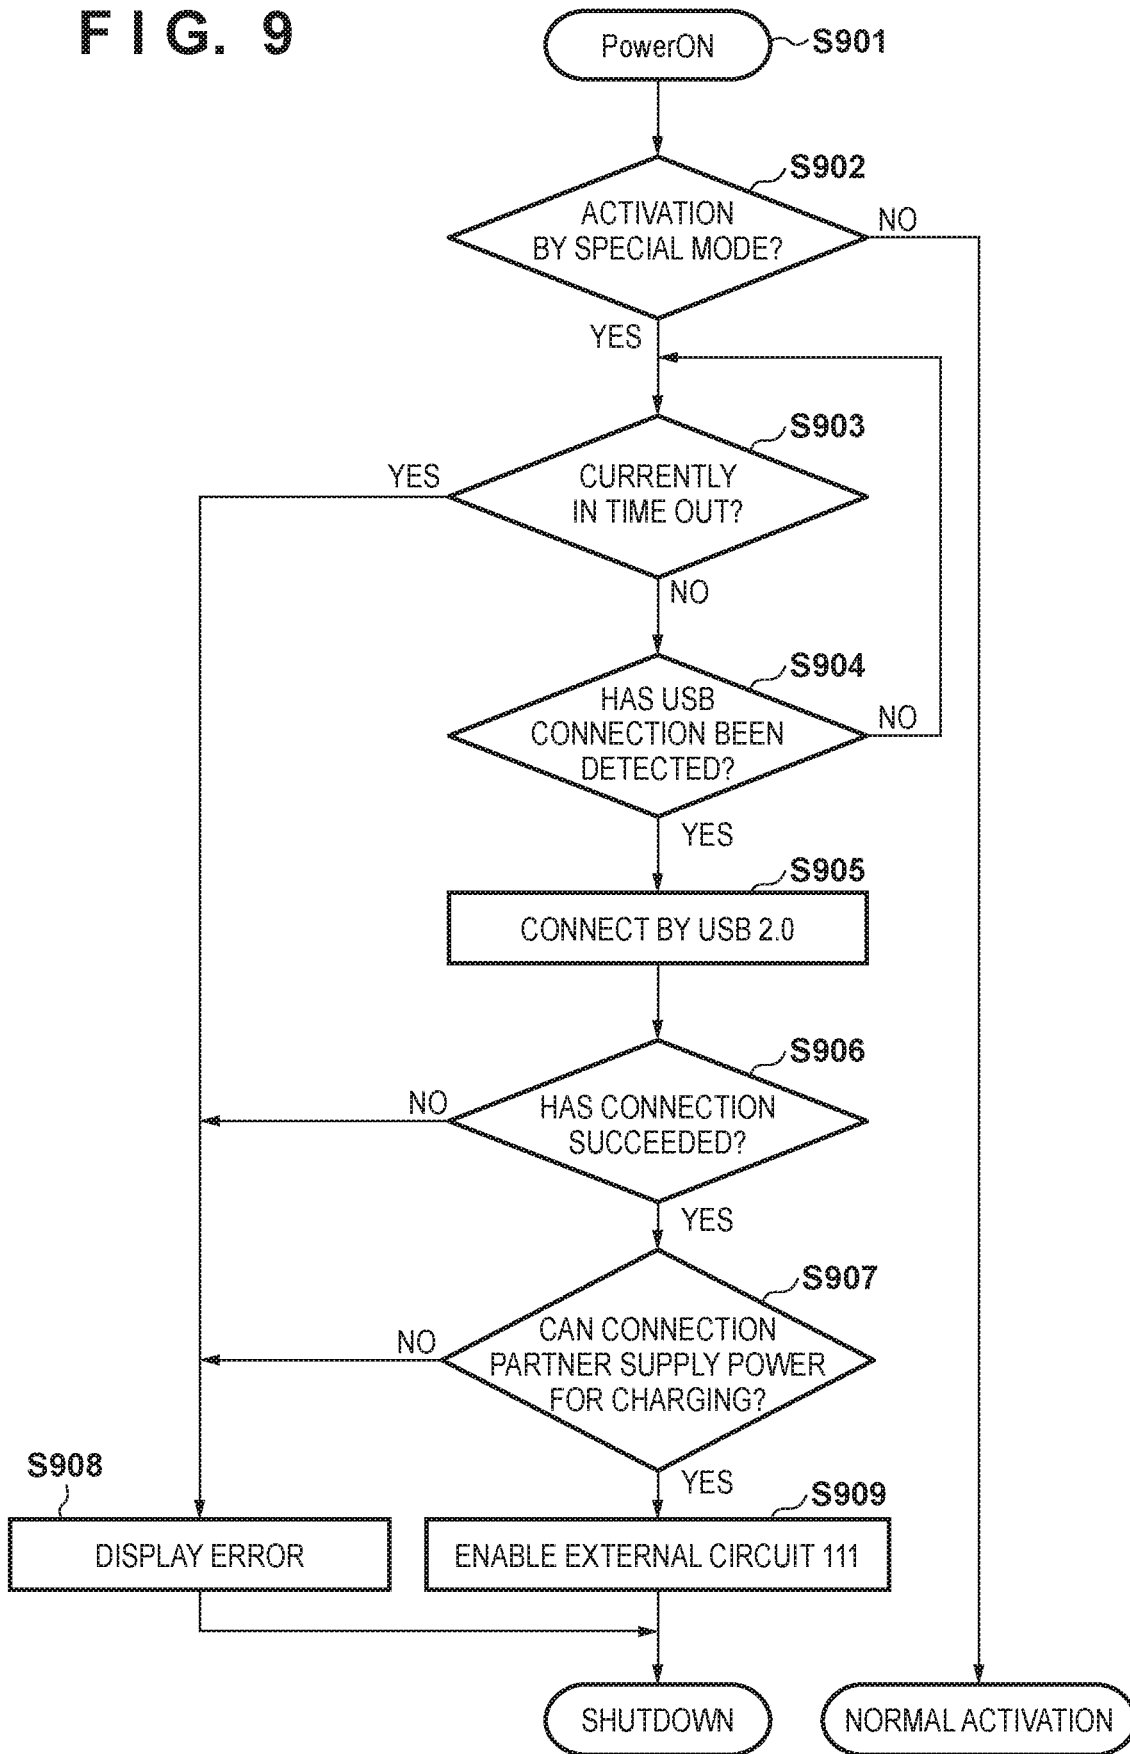 FIG. 9
PowerON
S901
S902
ACTIVATION
BY SPECIAL MODE?
NO
YES
S903
YES
CURRENTLY
IN TIME OUT?
NO
S904
HAS USB
CONNECTION BEEN
DETECTED?
NO
YES
S905
CONNECT BY USB 2.0
S906
NO
HAS CONNECTION
SUCCEEDED?
YES
S907
NO
CAN CONNECTION
PARTNER SUPPLY POWER
FOR CHARGING?
YES
S908
S909
DISPLAY ERROR
ENABLE EXTERNAL CIRCUIT 111
SHUTDOWN
NORMAL ACTIVATION